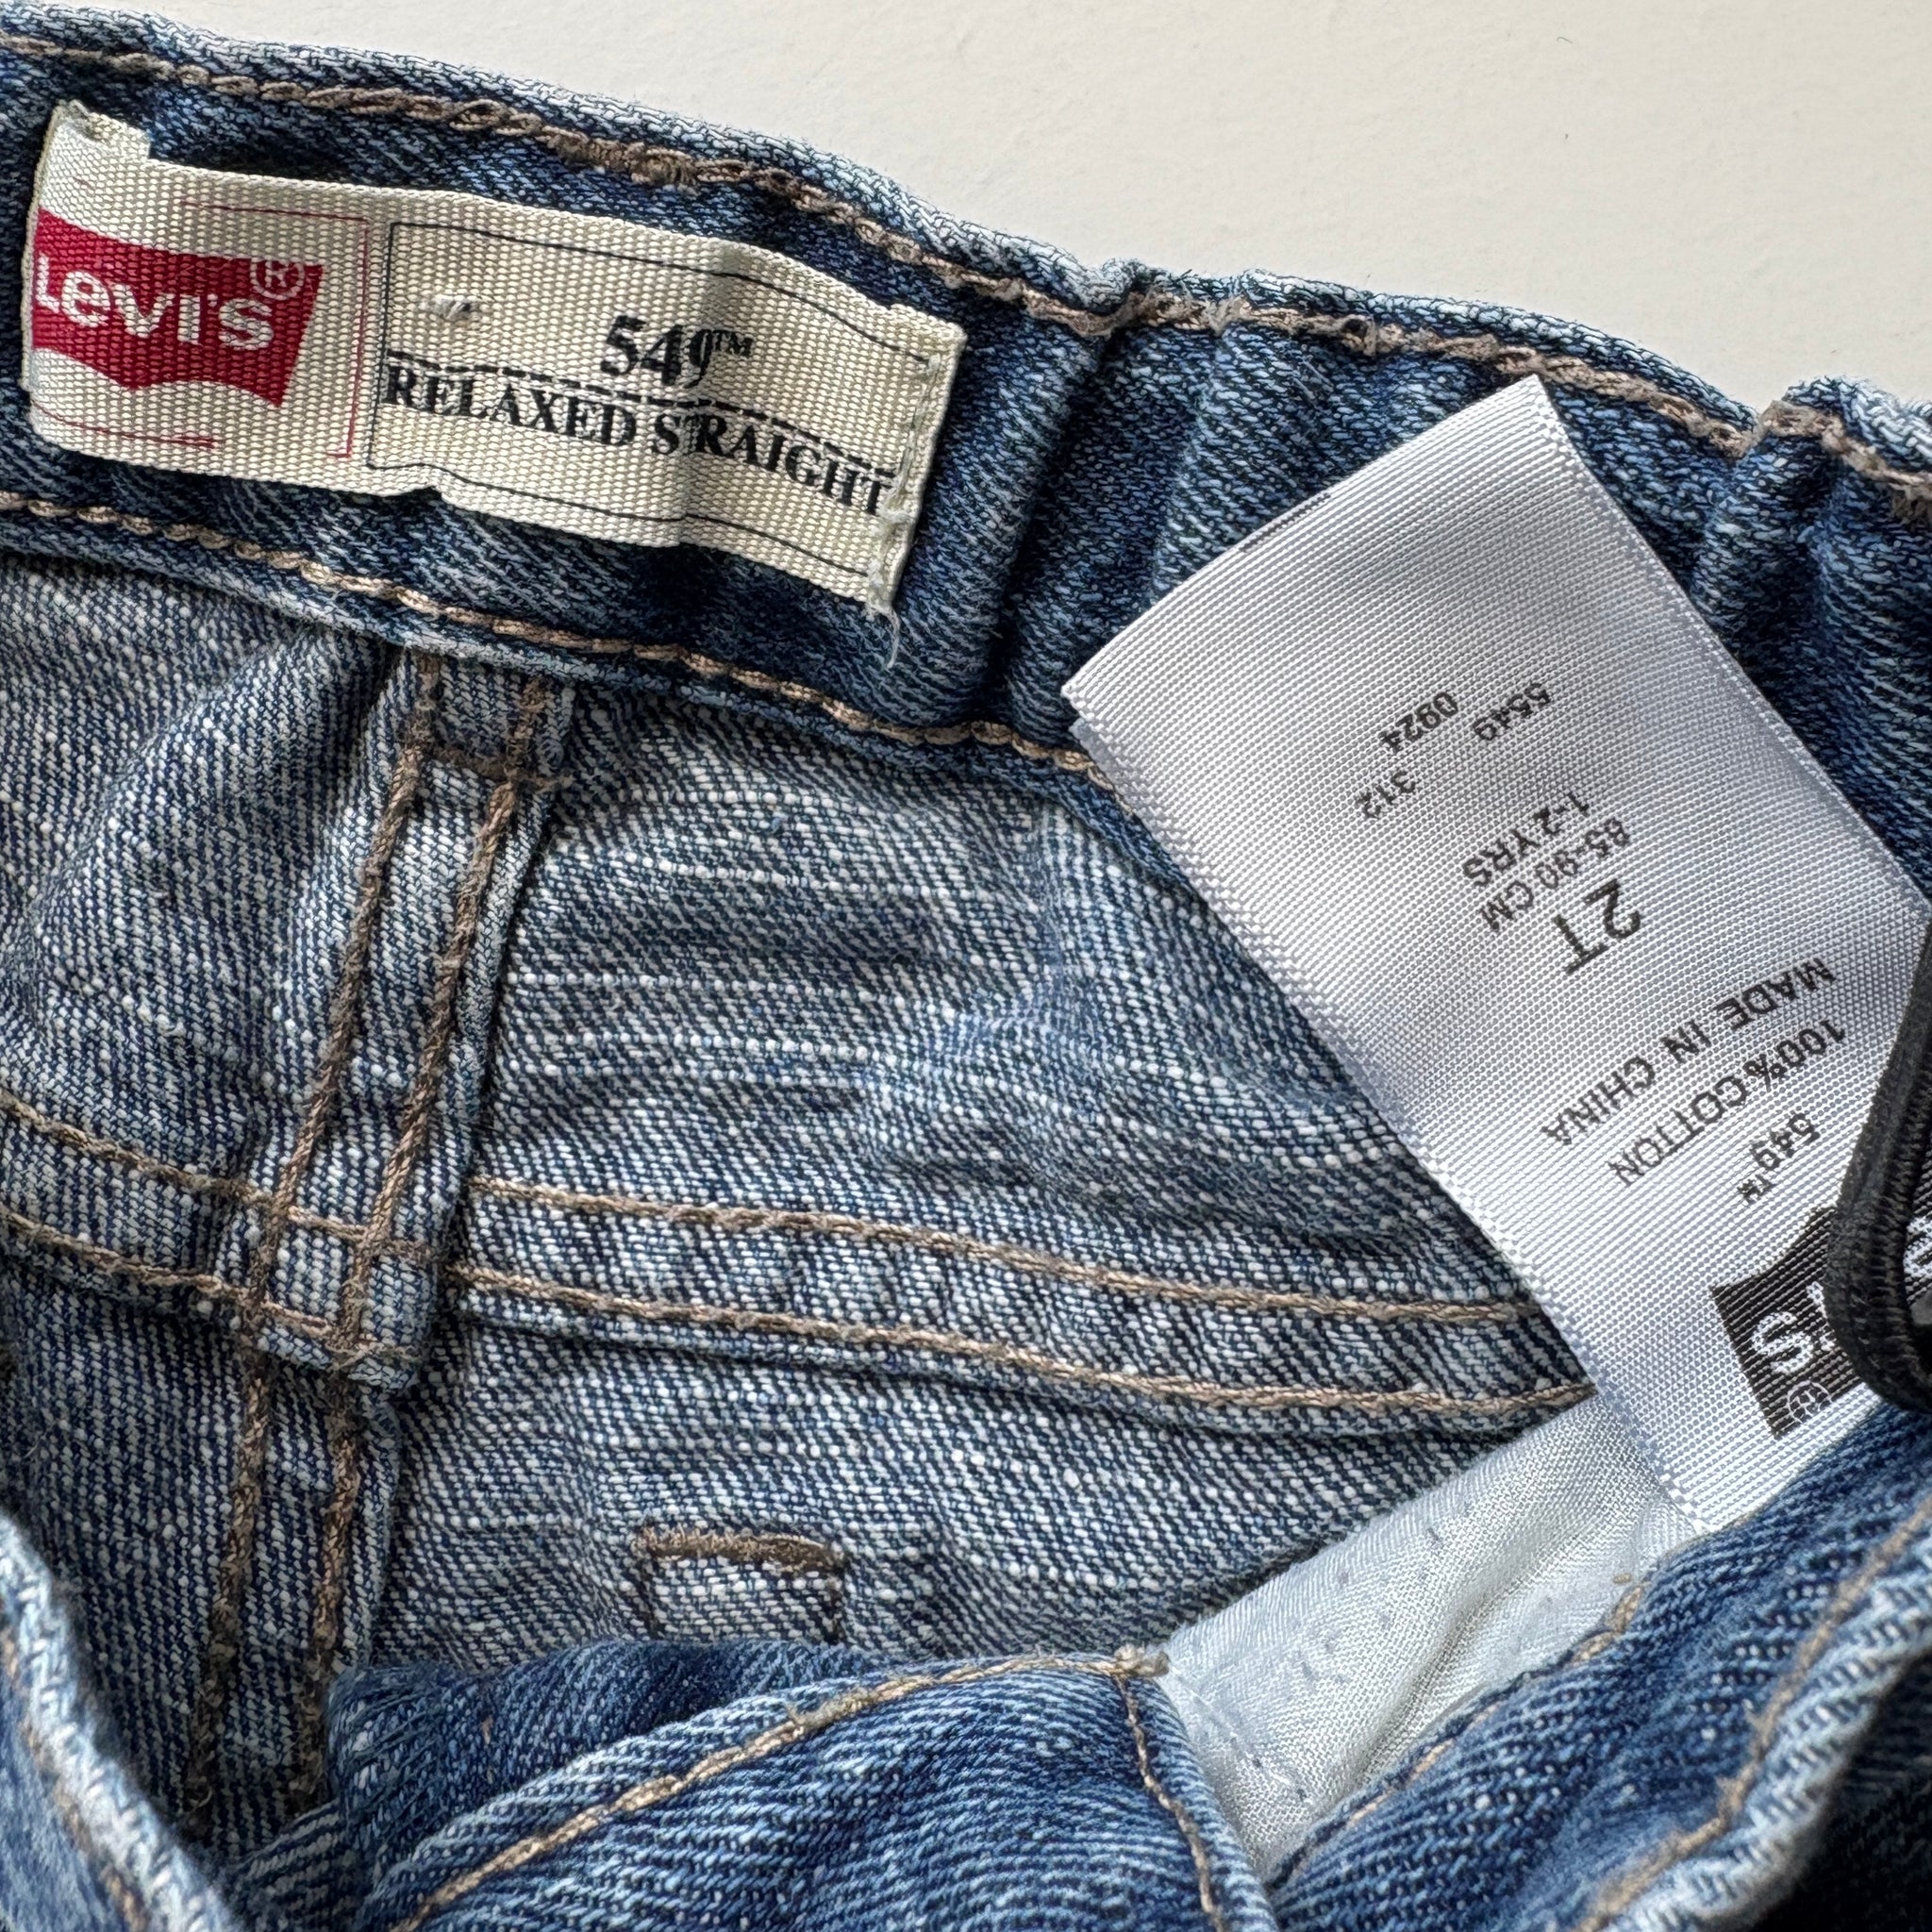 Levi's®
549™
RELAXED STRAIGHT
549™
100% COTTON
MADE IN CHINA
2T
85-90 CM
1-2 YRS
5549 312
0924